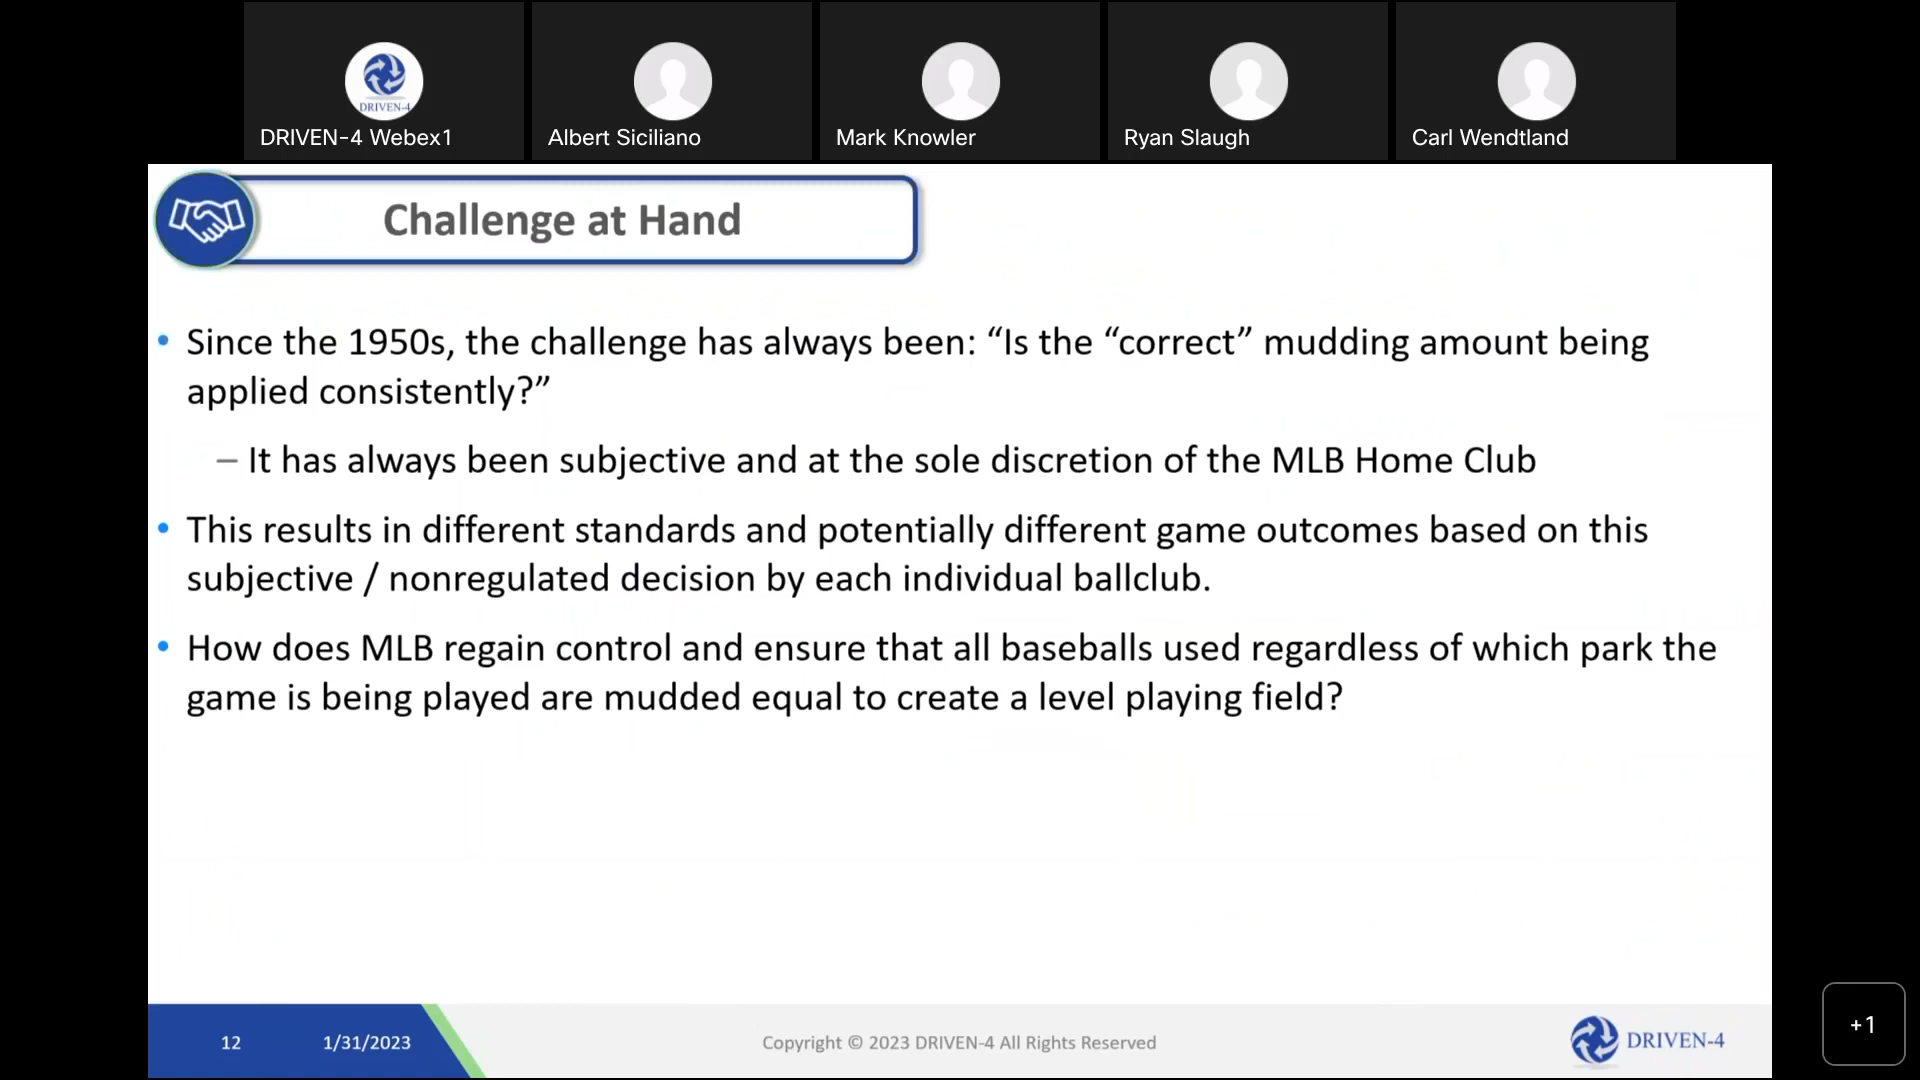 DRIVEN-4
DRIVEN-4 Webex1
Albert Siciliano
Mark Knowler
Ryan Slaugh
Carl Wendtland
Challenge at Hand
• Since the 1950s, the challenge has always been: “Is the “correct” mudding amount being
applied consistently?”
– It has always been subjective and at the sole discretion of the MLB Home Club
• This results in different standards and potentially different game outcomes based on this
subjective / nonregulated decision by each individual ballclub.
• How does MLB regain control and ensure that all baseballs used regardless of which park the
game is being played are mudded equal to create a level playing field?
12 1/31/2023 Copyright © 2023 DRIVEN-4 All Rights Reserved DRIVEN-4
+1